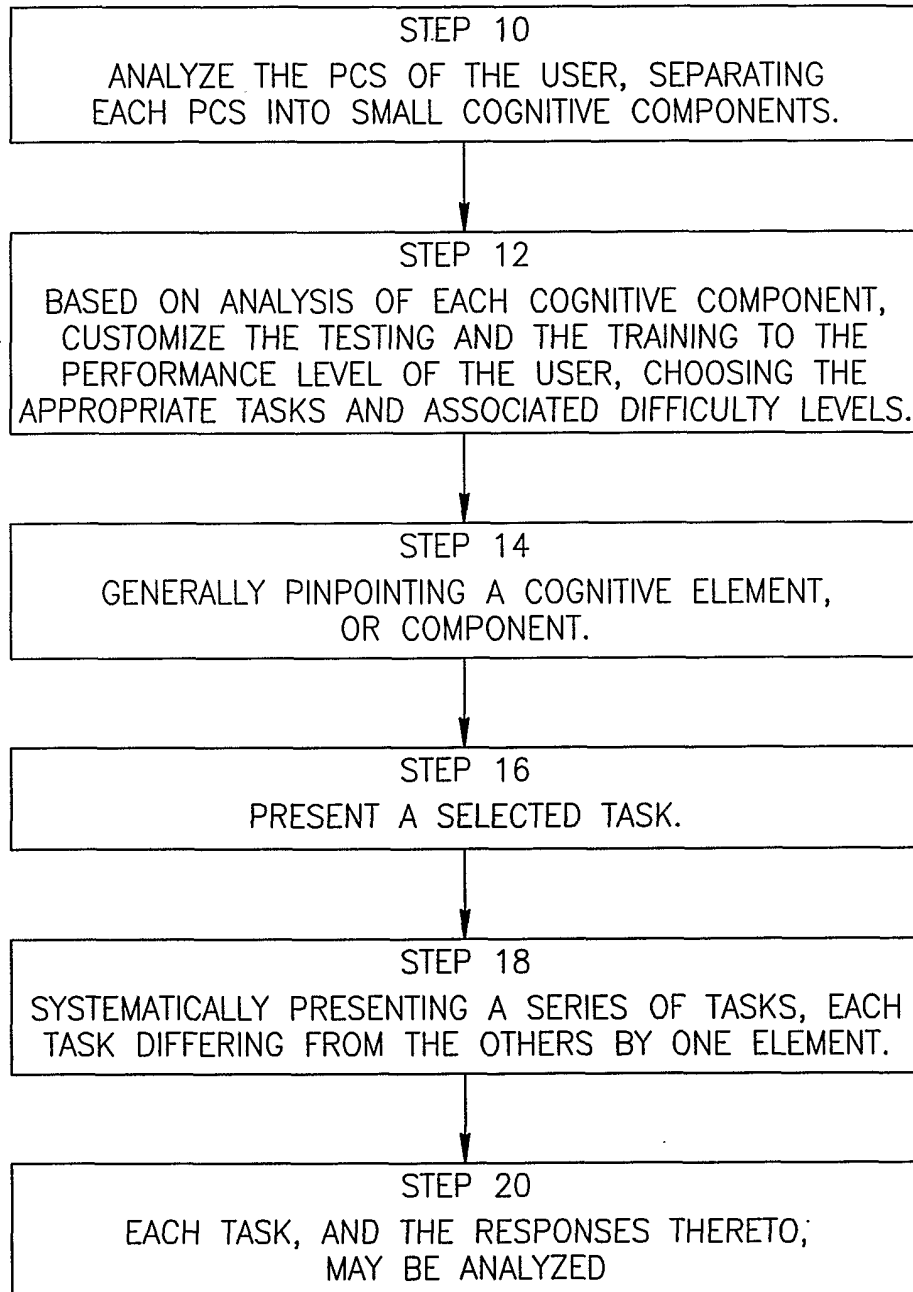 STEP 10
ANALYZE THE PCS OF THE USER, SEPARATING
EACH PCS INTO SMALL COGNITIVE COMPONENTS.
STEP 12
BASED ON ANALYSIS OF EACH COGNITIVE COMPONENT,
CUSTOMIZE THE TESTING AND THE TRAINING TO THE
PERFORMANCE LEVEL OF THE USER, CHOOSING THE
APPROPRIATE TASKS AND ASSOCIATED DIFFICULTY LEVELS.
STEP 14
GENERALLY PINPOINTING A COGNITIVE ELEMENT,
OR COMPONENT.
STEP 16
PRESENT A SELECTED TASK.
STEP 18
SYSTEMATICALLY PRESENTING A SERIES OF TASKS, EACH
TASK DIFFERING FROM THE OTHERS BY ONE ELEMENT.
STEP 20
EACH TASK, AND THE RESPONSES THERETO;
MAY BE ANALYZED